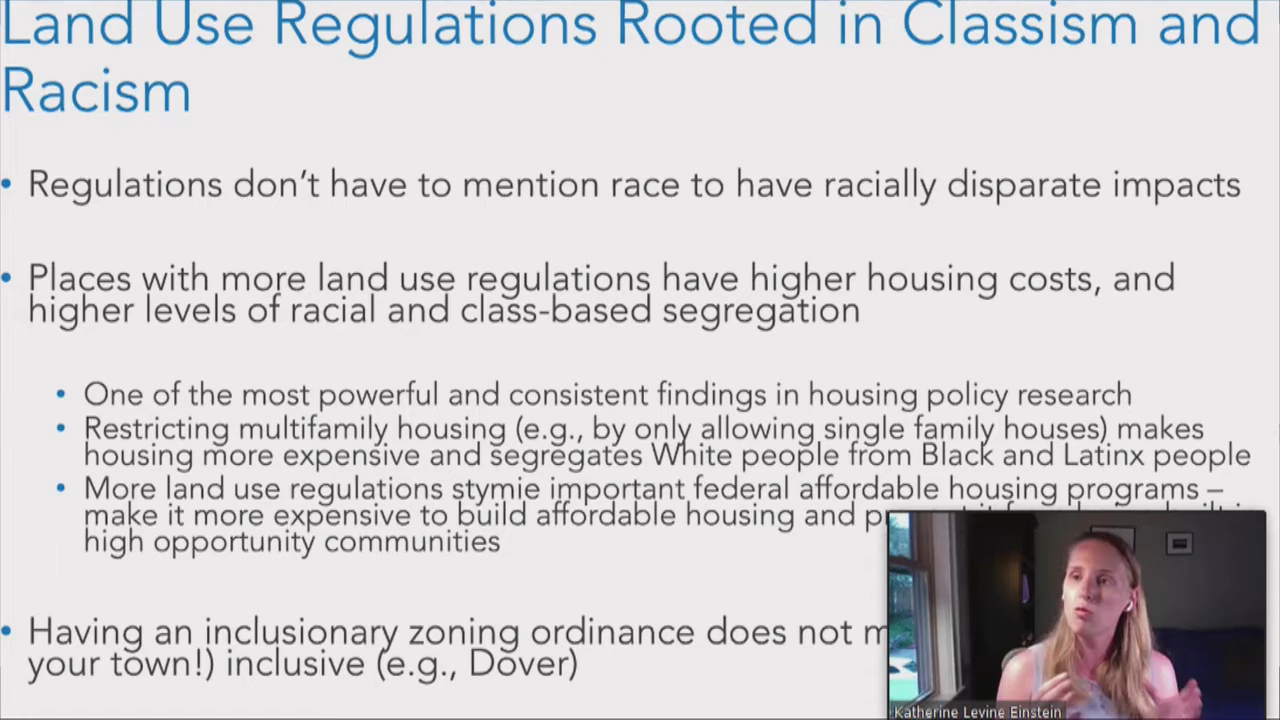 Land Use Regulations Rooted in Classism and
Racism
• Regulations don't have to mention race to have racially disparate impacts
• Places with more land use regulations have higher housing costs, and
higher levels of racial and class-based segregation
• One of the most powerful and consistent findings in housing policy research
• Restricting multifamily housing (e.g., by only allowing single family houses) makes
housing more expensive and segregates White people from Black and Latinx people
• More land use regulations stymie important federal affordable housing programs –
make it more expensive to build affordable housing and
high opportunity communities
• Having an inclusionary zoning ordinance does not
your town!) inclusive (e.g., Dover)
Katherine Levine Einstein